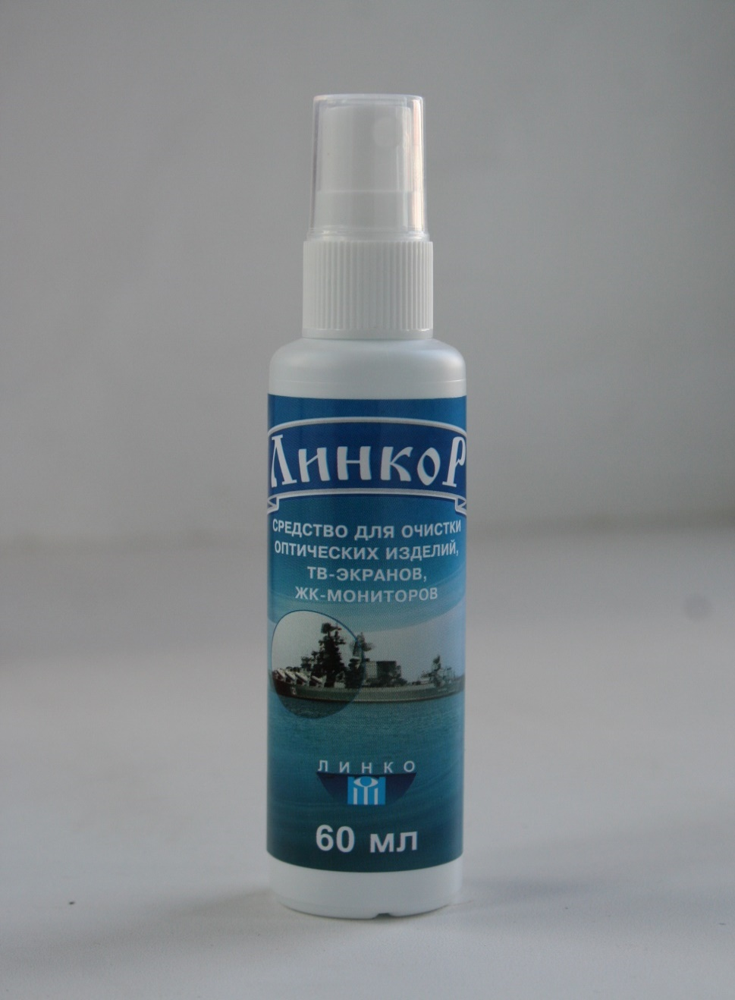 Линкор
СРЕДСТВО ДЛЯ ОЧИСТКИ
ОПТИЧЕСКИХ ИЗДЕЛИЙ,
ТВ-ЭКРАНОВ,
ЖК-МОНИТОРОВ
ЛИНКО
60 мл